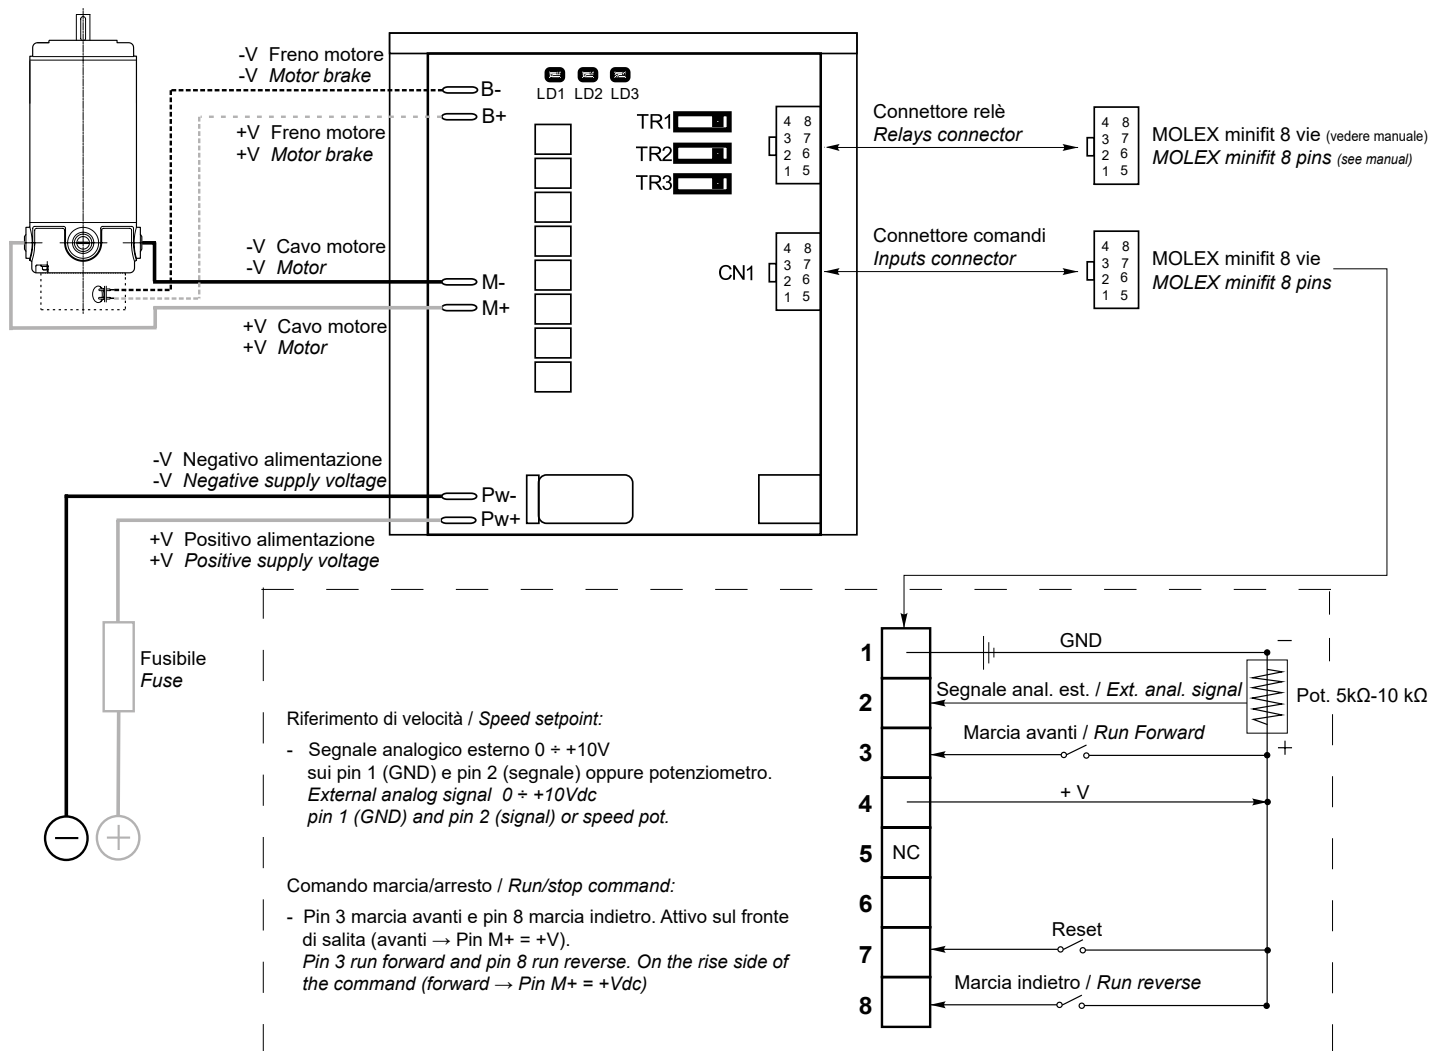 -V Freno motore
-V Motor brake
+V Freno motore
+V Motor brake
-V Cavo motore
-V Motor
+V Cavo motore
+V Motor
-V Negativo alimentazione
-V Negative supply voltage
+V Positivo alimentazione
+V Positive supply voltage
Fusibile
Fuse
B-
B+
M-
M+
Pw-
Pw+
LD1 LD2 LD3
TR1
TR2
TR3
4 8
3 7
2 6
1 5
Connettore relè
Relays connector
4 8
3 7
2 6
1 5
MOLEX minifit 8 vie (vedere manuale)
MOLEX minifit 8 pins (see manual)
CN1
4 8
3 7
2 6
1 5
Connettore comandi
Inputs connector
4 8
3 7
2 6
1 5
MOLEX minifit 8 vie
MOLEX minifit 8 pins
Riferimento di velocità / Speed setpoint:
- Segnale analogico esterno 0 ÷ +10V
sui pin 1 (GND) e pin 2 (segnale) oppure potenziometro.
External analog signal 0 ÷ +10Vdc
pin 1 (GND) and pin 2 (signal) or speed pot.
Comando marcia/arresto / Run/stop command:
- Pin 3 marcia avanti e pin 8 marcia indietro. Attivo sul fronte
di salita (avanti → Pin M+ = +V).
Pin 3 run forward and pin 8 run reverse. On the rise side of
the command (forward → Pin M+ = +Vdc)
1 GND −
2 Segnale anal. est. / Ext. anal. signal
Pot. 5kΩ-10 kΩ
3 Marcia avanti / Run Forward +
4 + V
5 NC
6
7 Reset
8 Marcia indietro / Run reverse